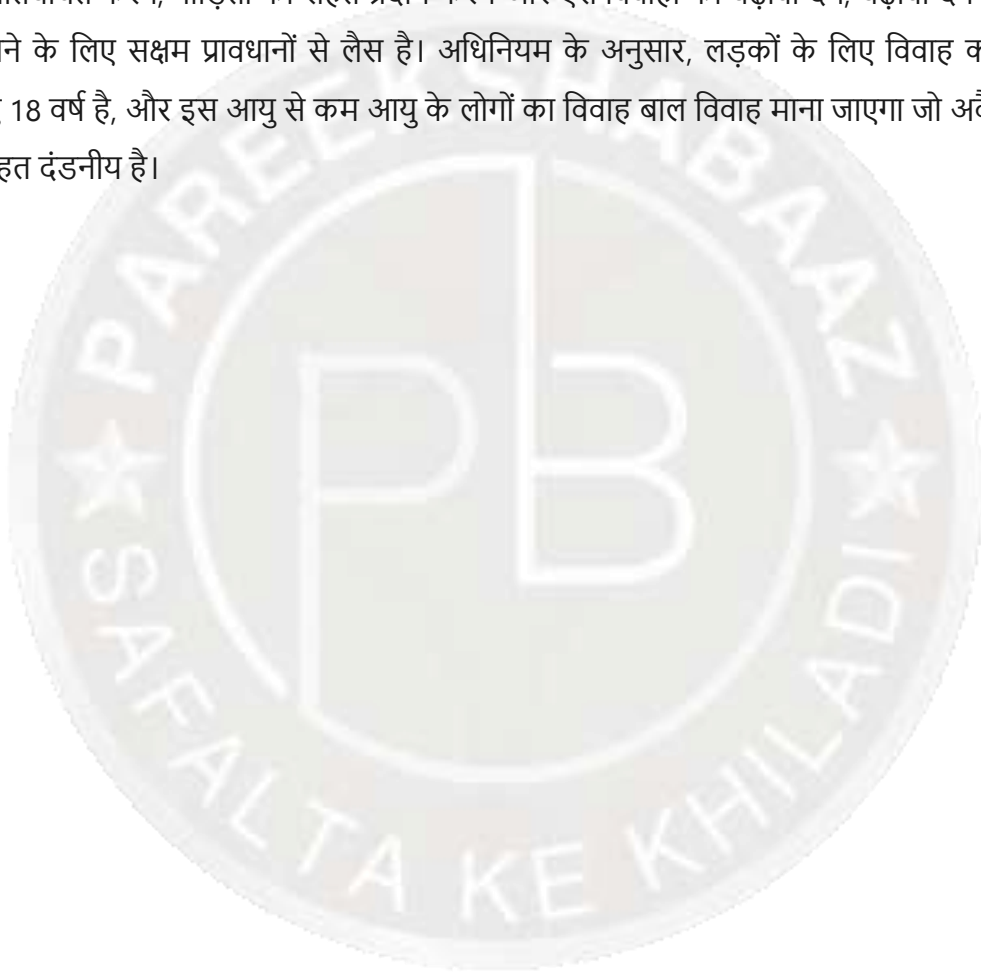 के लिए सक्षम प्रावधानों से लैस है। अधिनियम के अनुसार, लड़कों के लिए विवाह
18 वर्ष है, और इस आयु से कम आयु के लोगों का विवाह बाल विवाह माना जाएगा जो
दंडनीय है।
PAREEKSHABAAZ
PB
SAFALTA KE KHILADI